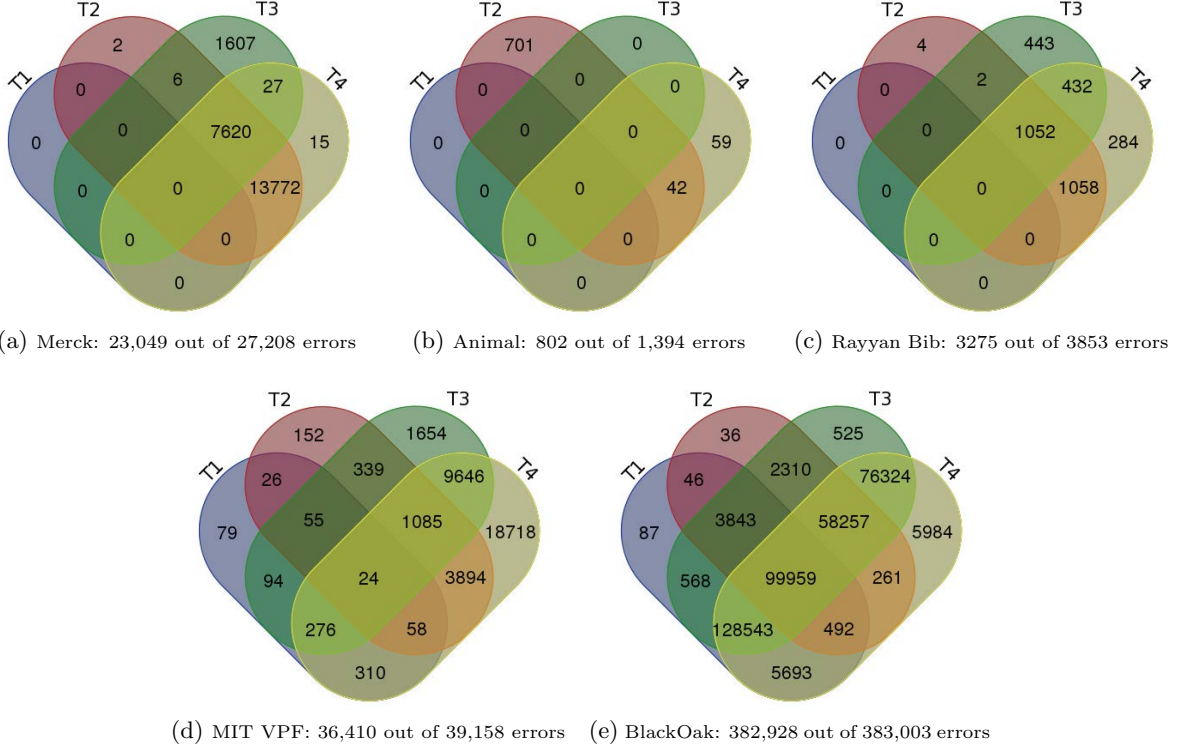 T2 T3
T1 T4
2 1607
0 6 27
0 0 7620 15
0 0 13772
0 0
0
T2 T3
T1 T4
701 0
0 0 0
0 0 0 59
0 0 42
0 0
0
T2 T3
T1 T4
4 443
0 2 432
0 0 1052 284
0 0 1058
0 0
0
(a) Merck: 23,049 out of 27,208 errors
(b) Animal: 802 out of 1,394 errors
(c) Rayyan Bib: 3275 out of 3853 errors
T2 T3
T1 T4
152 1654
26 339 9646
79 55 1085 18718
94 24 3894
276 58
310
T2 T3
T1 T4
36 525
46 2310 76324
87 3843 58257 5984
568 99959 261
128543 492
5693
(d) MIT VPF: 36,410 out of 39,158 errors
(e) BlackOak: 382,928 out of 383,003 errors